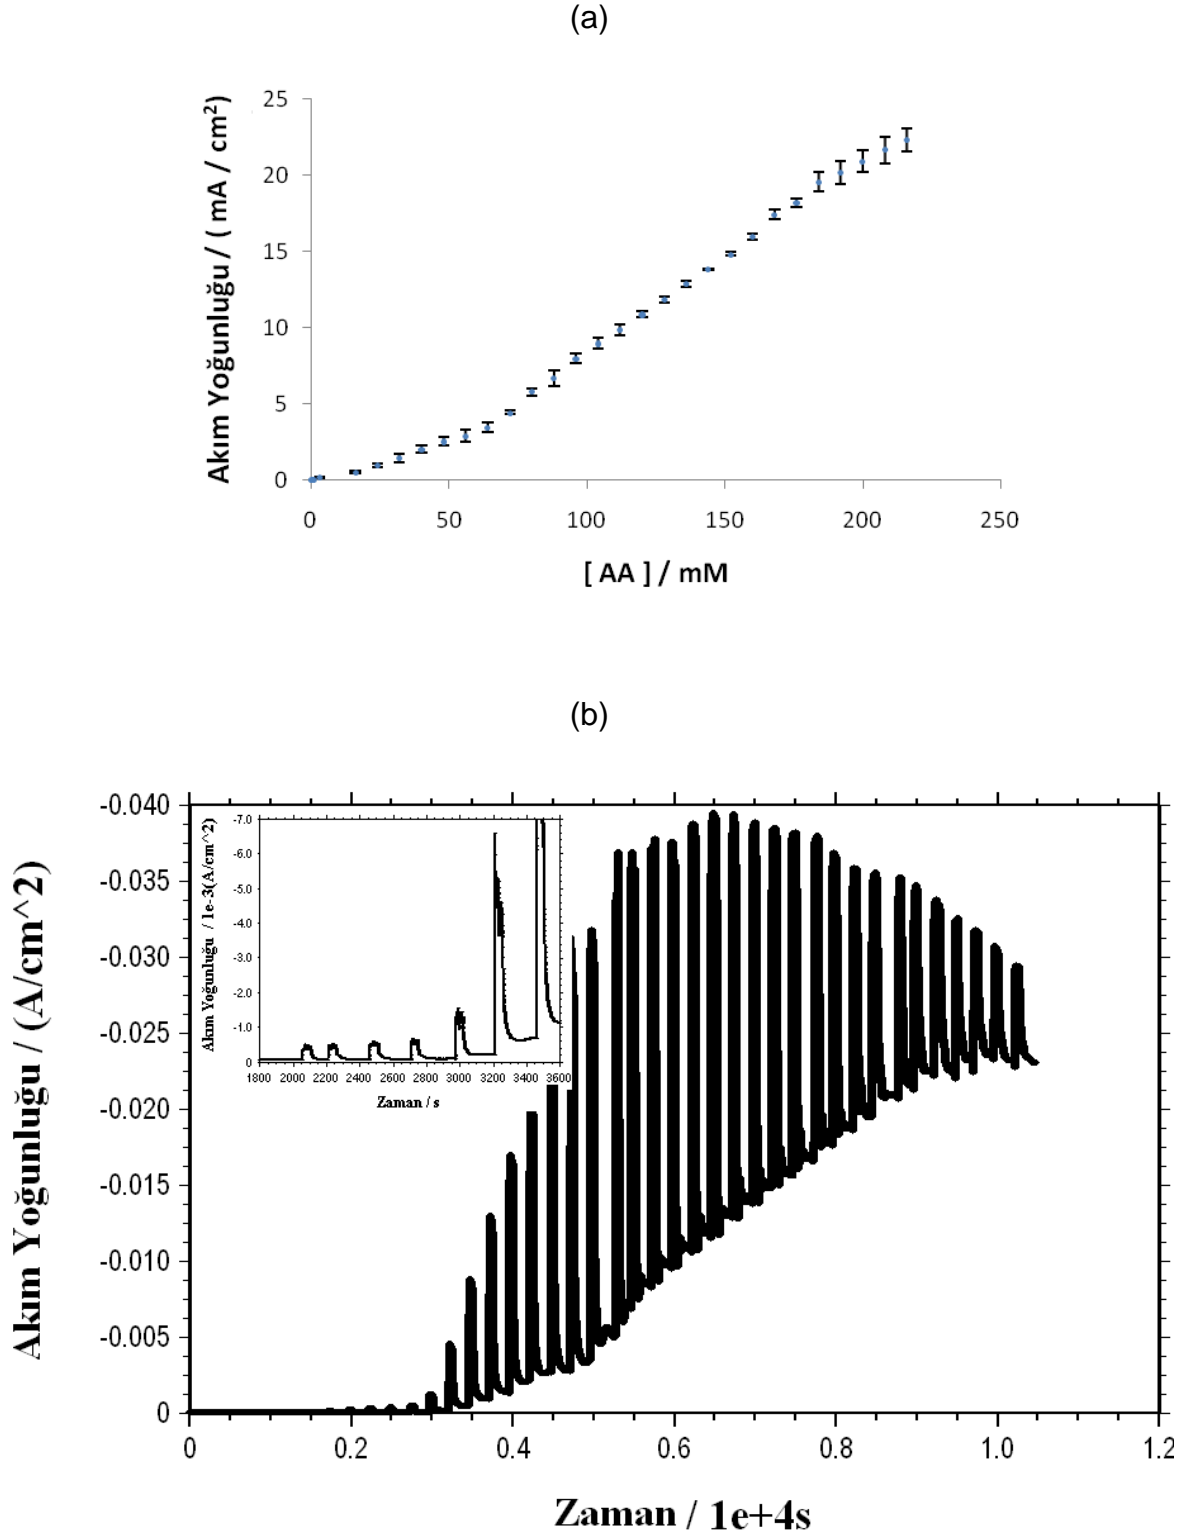 (a)
Akım Yoğunluğu / ( mA / cm²)
25
20
15
10
5
0
0 50 100 150 200 250
[ AA ] / mM
(b)
Akım Yoğunluğu / (A/cm^2)
-0.040
-0.035
-0.030
-0.025
-0.020
-0.015
-0.010
-0.005
0
Akım Yoğunluğu / 1e-3(A/cm^2)
-7.0
-6.0
-5.0
-4.0
-3.0
-2.0
-1.0
0
1800 2000 2200 2400 2600 2800 3000 3200 3400 3600
Zaman / s
0 0.2 0.4 0.6 0.8 1.0 1.2
Zaman / 1e+4s